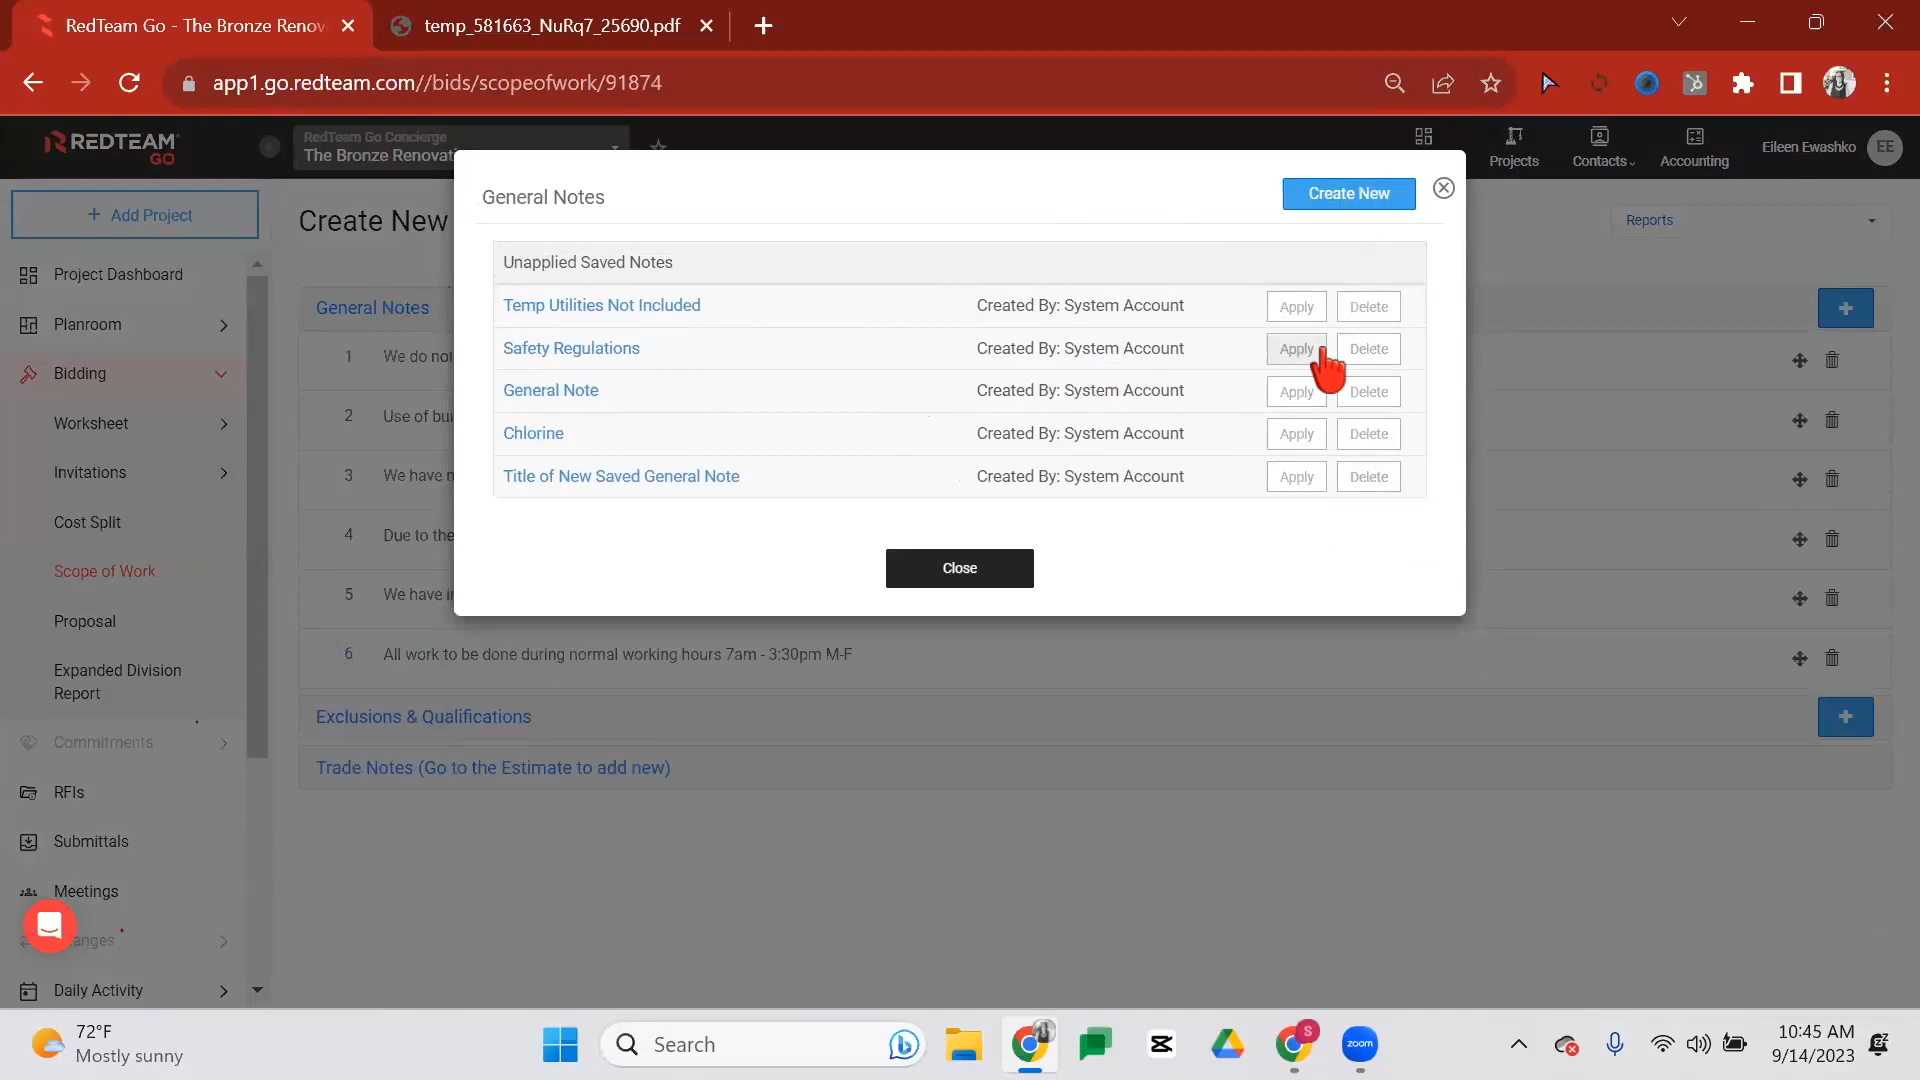 RedTeam Go - The Bronze Renov
temp_581663_NuRq7_25690.pdf
app1.go.redteam.com//bids/scopeofwork/91874
REDTEAM
GO
RedTeam Go Concierge
The Bronze Renovati
Projects
Contacts
Accounting
Eileen Ewashko
EE
+ Add Project
Create New
Reports
Project Dashboard
Planroom
Bidding
Worksheet
Invitations
Cost Split
Scope of Work
Proposal
Expanded Division
Report
Commitments
RFIs
Submittals
Meetings
anges
Daily Activity
General Notes
Create New
Unapplied Saved Notes
Temp Utilities Not Included Created By: System Account Apply Delete
Safety Regulations Created By: System Account Apply Delete
General Note Created By: System Account Apply Delete
Chlorine Created By: System Account Apply Delete
Title of New Saved General Note Created By: System Account Apply Delete
Close
General Notes
1 We do not
2 Use of bui
3 We have n
4 Due to the
5 We have i
6 All work to be done during normal working hours 7am - 3:30pm M-F
Exclusions & Qualifications
Trade Notes (Go to the Estimate to add new)
72°F
Mostly sunny
Search
S
zoom
10:45 AM
9/14/2023